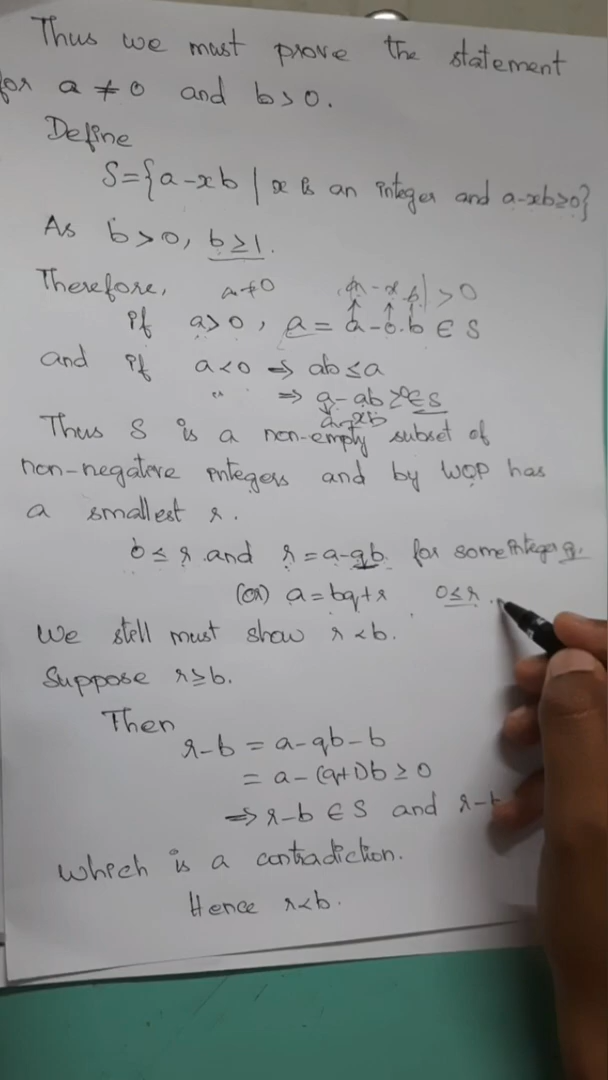 Thus we must prove the statement
for a ≠ 0 and b > 0.
Define
S = {a - xb | x is an integer and a - xb ≥ 0}
As b > 0, b ≥ 1.
Therefore, a ≠ 0 a - x b > 0
if a > 0, a = a - 0.b ∈ S
and if a < 0 ⇒ ab ≤ a
⇒ a - ab ≥ 0 ∈ S
a - xb
Thus S is a non-empty subset of
non-negative integers and by WOP has
a smallest r.
0 ≤ r and r = a - qb for some integer q.
(or) a = bq + r 0 ≤ r
We still must show r < b.
Suppose r ≥ b.
Then
r - b = a - qb - b
= a - (q+1)b ≥ 0
⇒ r - b ∈ S and r -
which is a contradiction.
Hence r < b.